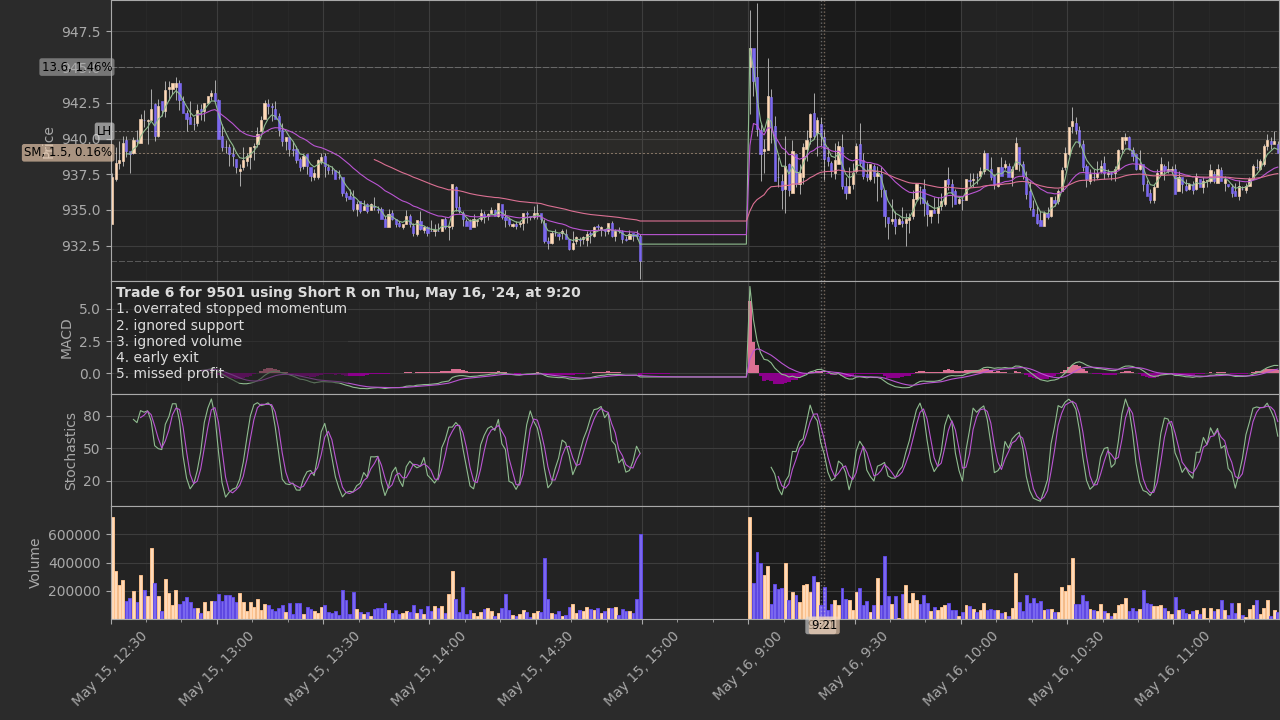 947.5
13.6, 1.46%
942.5
LH
940.0
Price
SM, 1.5, 0.16%
937.5
935.0
932.5
Trade 6 for 9501 using Short R on Thu, May 16, '24, at 9:20
1. overrated stopped momentum
2. ignored support
3. ignored volume
4. early exit
5. missed profit
MACD
5.0
2.5
0.0
Stochastics
80
50
20
Volume
600000
400000
200000
9:21
May 15, 12:30
May 15, 13:00
May 15, 13:30
May 15, 14:00
May 15, 14:30
May 15, 15:00
May 16, 9:00
May 16, 9:30
May 16, 10:00
May 16, 10:30
May 16, 11:00